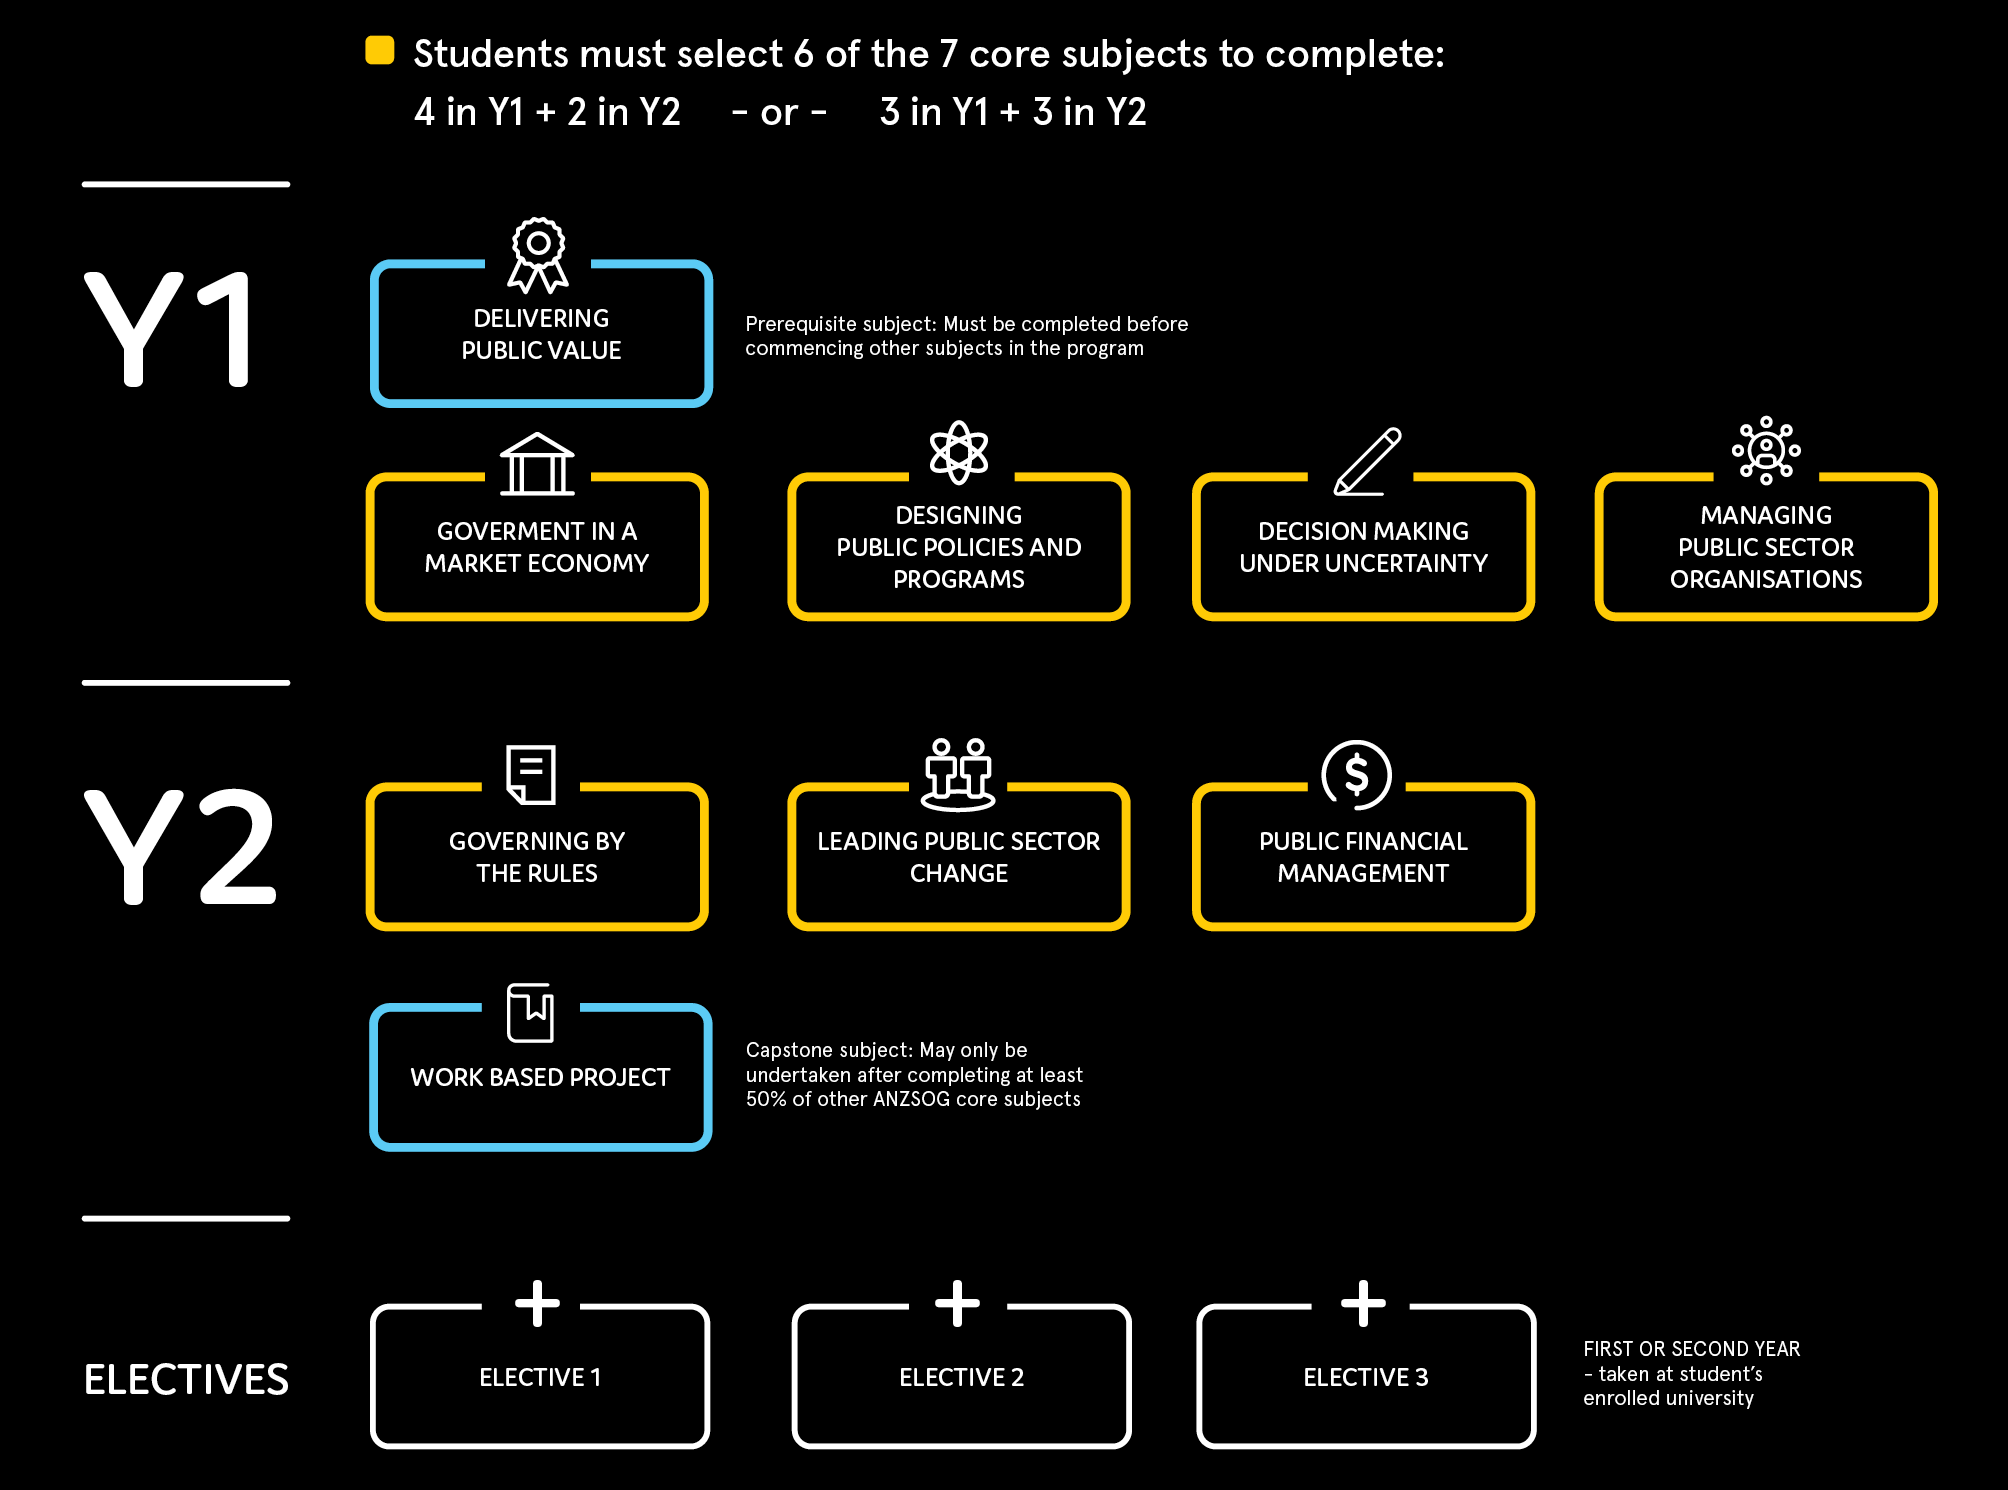 Students must select 6 of the 7 core subjects to complete:
4 in Y1 + 2 in Y2 - or - 3 in Y1 + 3 in Y2
Y1
DELIVERING
PUBLIC VALUE
Prerequisite subject: Must be completed before
commencing other subjects in the program
GOVERMENT IN A
MARKET ECONOMY
DESIGNING
PUBLIC POLICIES AND
PROGRAMS
DECISION MAKING
UNDER UNCERTAINTY
MANAGING
PUBLIC SECTOR
ORGANISATIONS
Y2
GOVERNING BY
THE RULES
LEADING PUBLIC SECTOR
CHANGE
PUBLIC FINANCIAL
MANAGEMENT
WORK BASED PROJECT
Capstone subject: May only be
undertaken after completing at least
50% of other ANZSOG core subjects
ELECTIVES
ELECTIVE 1
ELECTIVE 2
ELECTIVE 3
FIRST OR SECOND YEAR
- taken at student’s
enrolled university